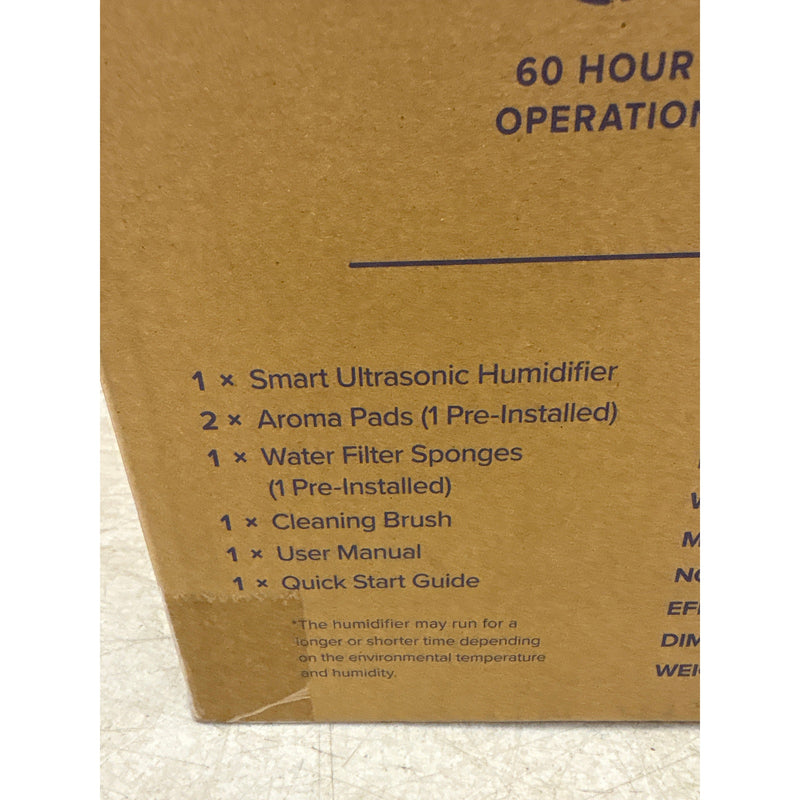 60 HOUR
OPERATION
1 × Smart Ultrasonic Humidifier
2 × Aroma Pads (1 Pre-Installed)
1 × Water Filter Sponges
(1 Pre-Installed)
1 × Cleaning Brush
1 × User Manual
1 × Quick Start Guide
*The humidifier may run for a
longer or shorter time depending
on the environmental temperature
and humidity.